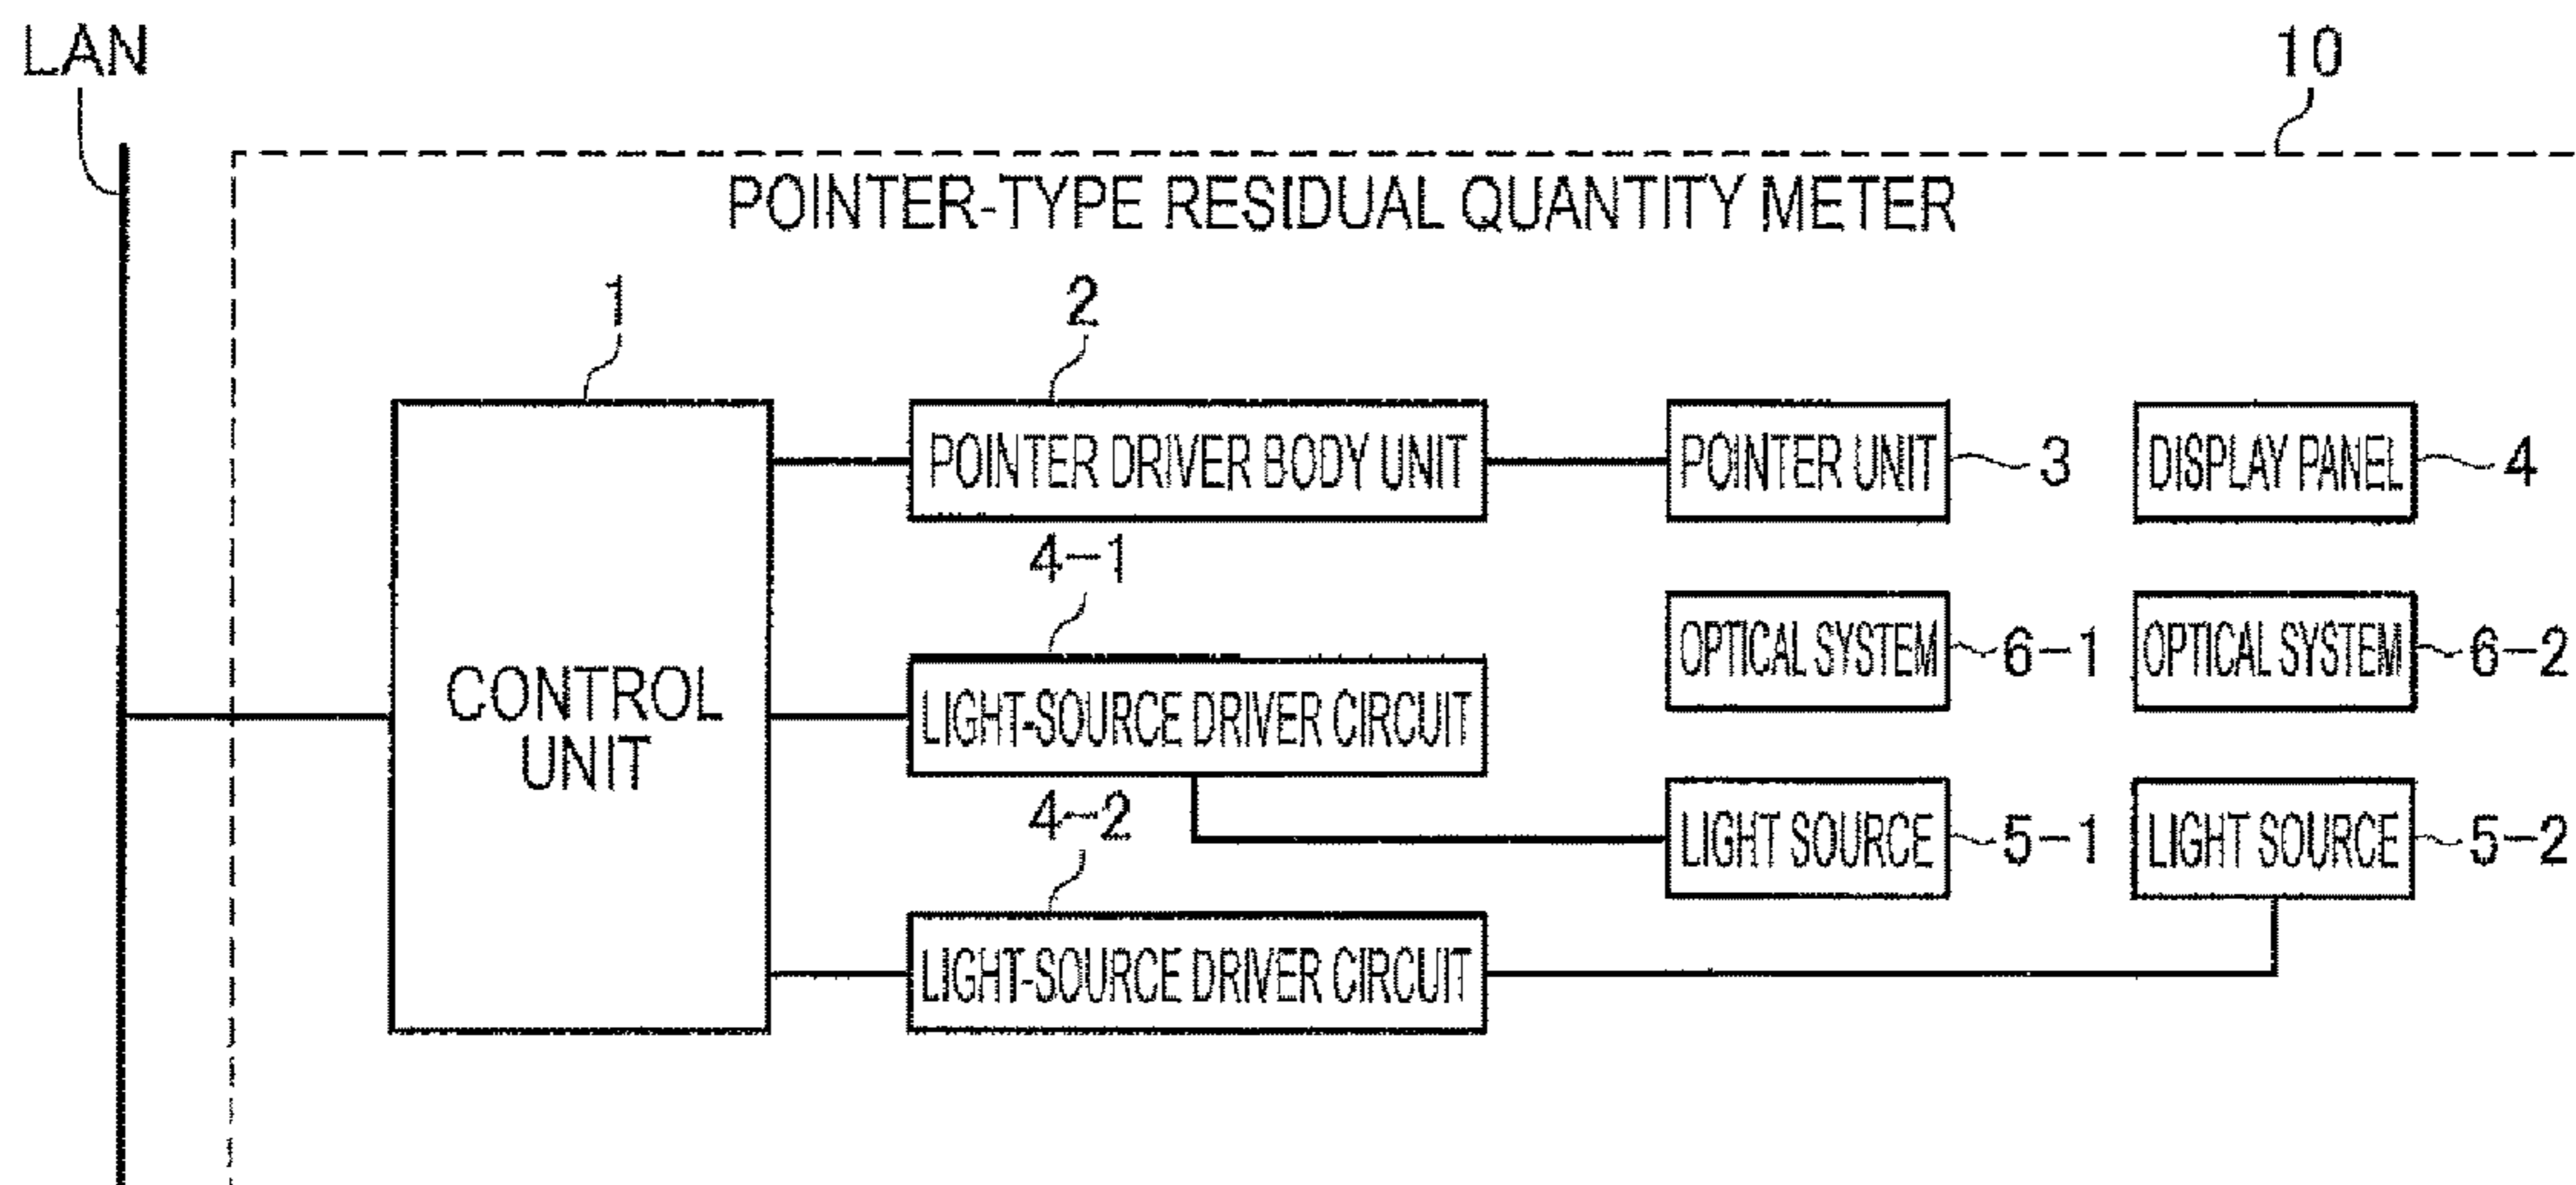 LAN
10
POINTER-TYPE RESIDUAL QUANTITY METER
1
2
POINTER DRIVER BODY UNIT
POINTER UNIT
3
DISPLAY PANEL
4
4-1
OPTICAL SYSTEM
6-1
OPTICAL SYSTEM
6-2
CONTROL
UNIT
LIGHT-SOURCE DRIVER CIRCUIT
4-2
LIGHT SOURCE
5-1
LIGHT SOURCE
5-2
LIGHT-SOURCE DRIVER CIRCUIT